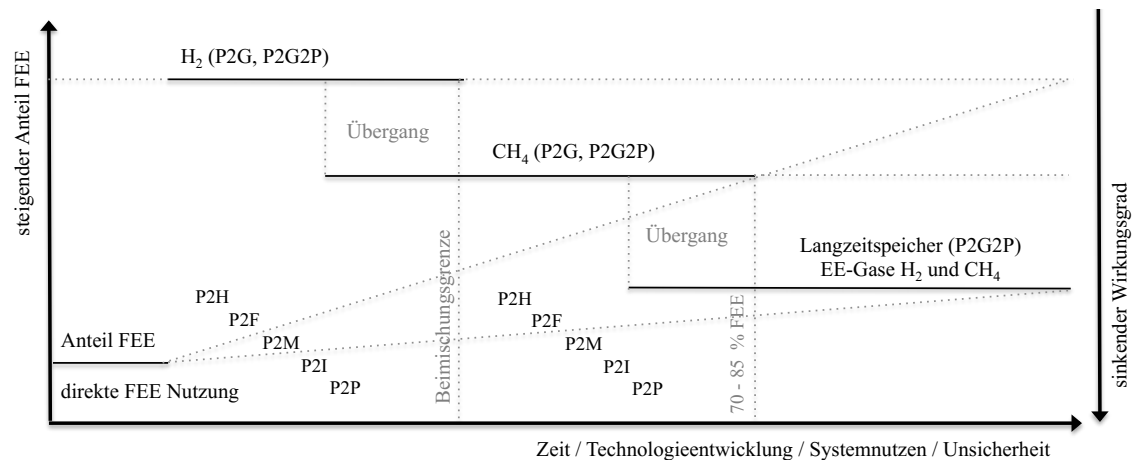 steigender Anteil FEE
H₂ (P2G, P2G2P)
Übergang
CH₄ (P2G, P2G2P)
Übergang
Langzeitspeicher (P2G2P)
EE-Gase H₂ und CH₄
Beimischungsgrenze
70 - 85 % FEE
P2H
P2F
P2M
P2I
P2P
P2H
P2F
P2M
P2I
P2P
Anteil FEE
direkte FEE Nutzung
sinkender Wirkungsgrad
Zeit / Technologieentwicklung / Systemnutzen / Unsicherheit